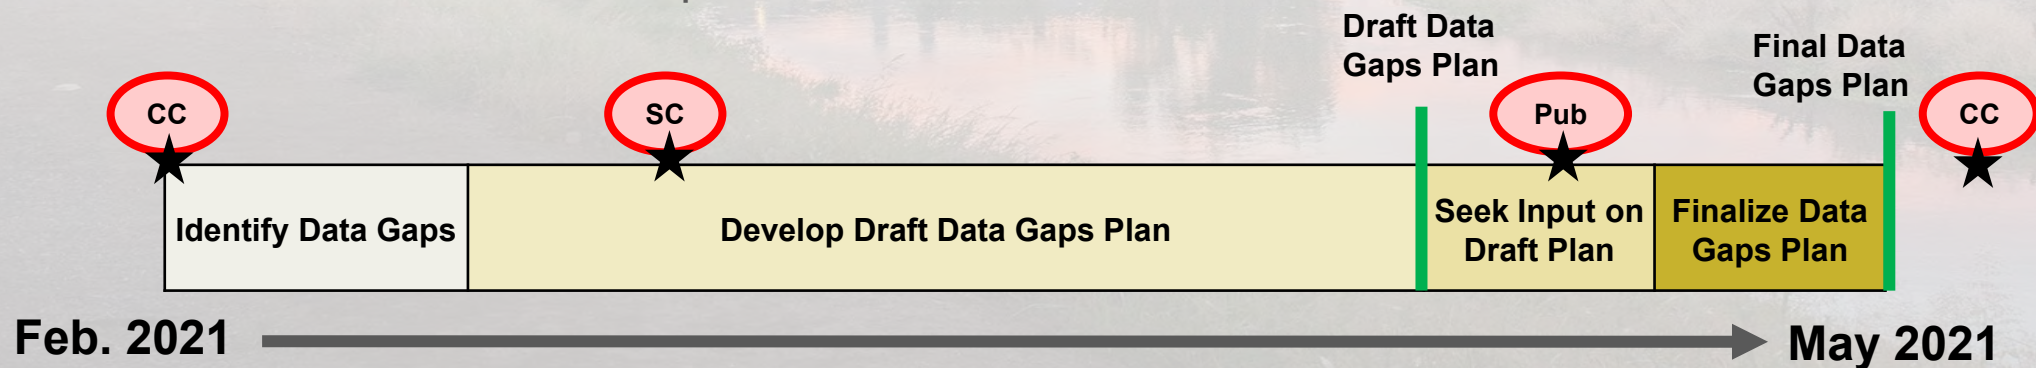 Draft Data
Gaps Plan
Final Data
Gaps Plan
CC
SC
Pub
CC
Identify Data Gaps
Develop Draft Data Gaps Plan
Seek Input on
Draft Plan
Finalize Data
Gaps Plan
Feb. 2021
May 2021